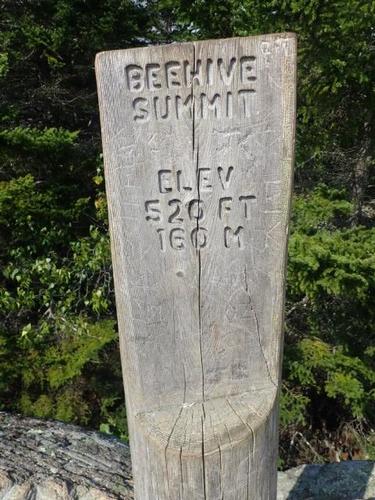 BEEHIVE
SUMMIT
ELEV
520 FT
160 M